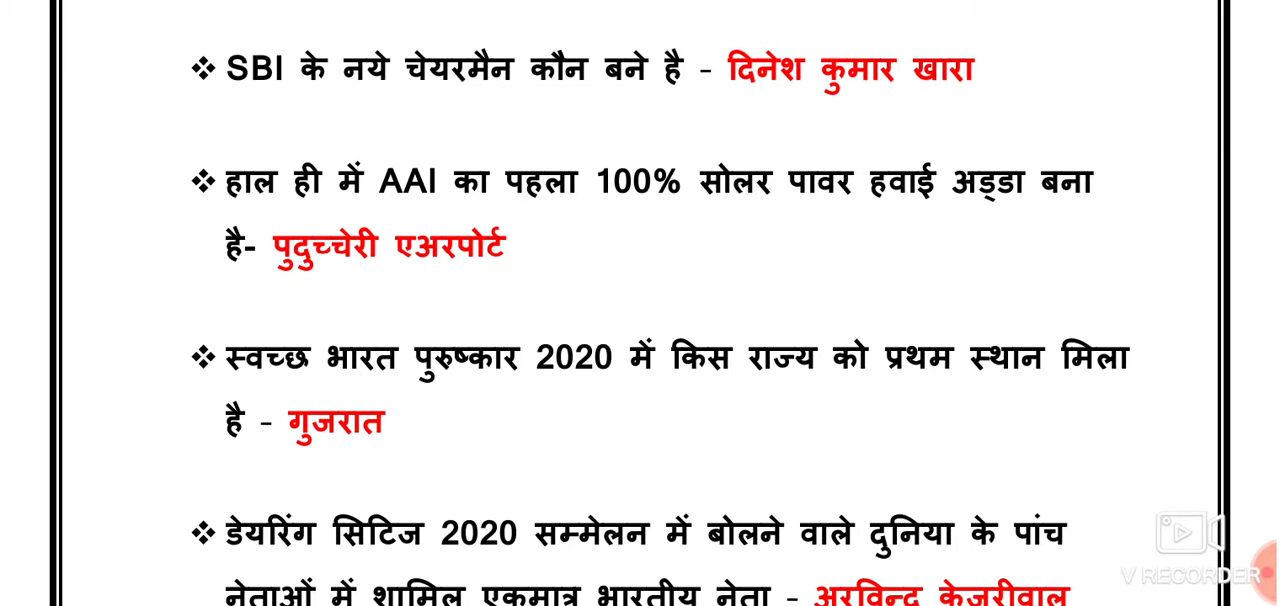 ❖ SBI के नये चेयरमैन कौन बने है - दिनेश कुमार खारा
❖ हाल ही में AAI का पहला 100% सोलर पावर हवाई अड्डा बना
है- पुदुच्चेरी एअरपोर्ट
❖ स्वच्छ भारत पुरुष्कार 2020 में किस राज्य को प्रथम स्थान मिला
है - गुजरात
❖ डेयरिंग सिटिज 2020 सम्मेलन में बोलने वाले दुनिया के पांच
नेताओं में शामिल एकमात्र भारतीय नेता - अरविन्द केजरीवाल
V RECORDER